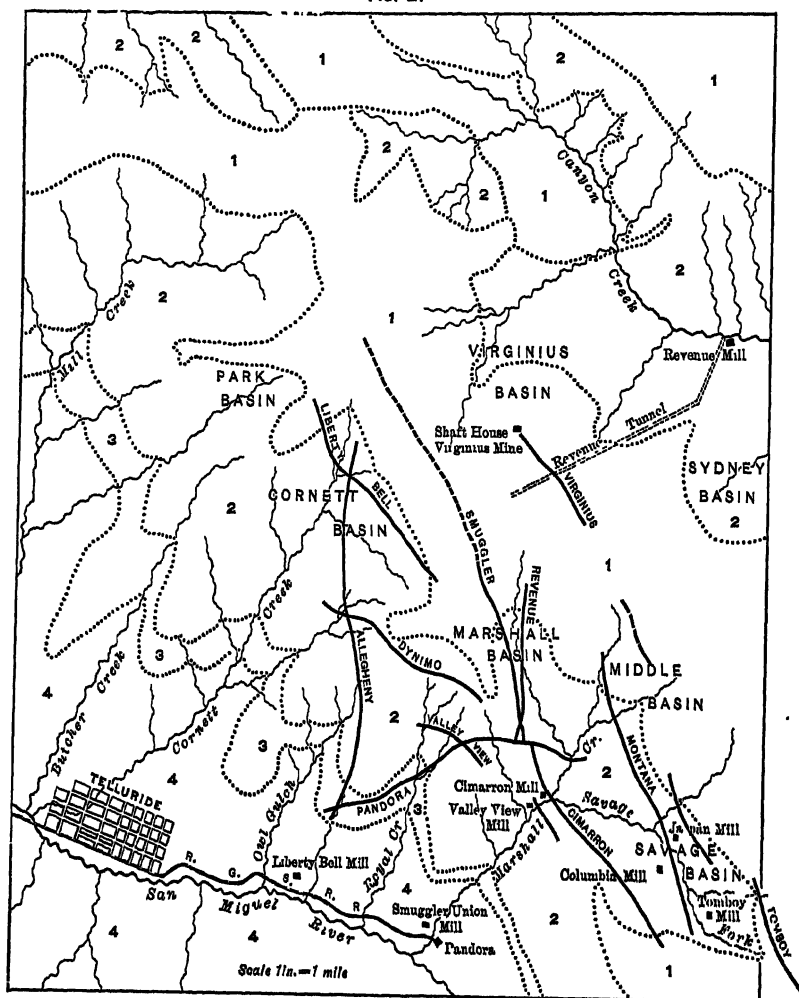 2
2
1
2
1
2
1
2
1
Canyon
2
Creek
2
Mill Creek
1
VIRGINIUS
BASIN
Revenue Mill
PARK
BASIN
LIBERTY BELL
Shaft House
Virginius Mine
Revenue Tunnel
VIRGINIUS
3
SYDNEY
BASIN
2
2
CORNETT
BASIN
SMUGGLER
1
REVENUE
Creek
MARSHALL
BASIN
ALLEGHENY
DYNIMO
MIDDLE
BASIN
3
4
Butcher Creek
Cornett
2
VALLEY VIEW
Cr.
MONTANA
3
4
2
TELLURIDE
PANDORA
3
Cimarron Mill
Valley View
Mill
Savage
Owl Gulch
Royal Cr
Marshall
CIMARRON
Japan Mill
SAVAGE
BASIN
Columbia Mill
R. G. S. R. R
Liberty Bell Mill
4
San Miguel River
Smuggler Union
Mill
Pandora
Tomboy
Mill
Fork
TOMBOY
4
4
2
1
Scale 1in.=1 mile